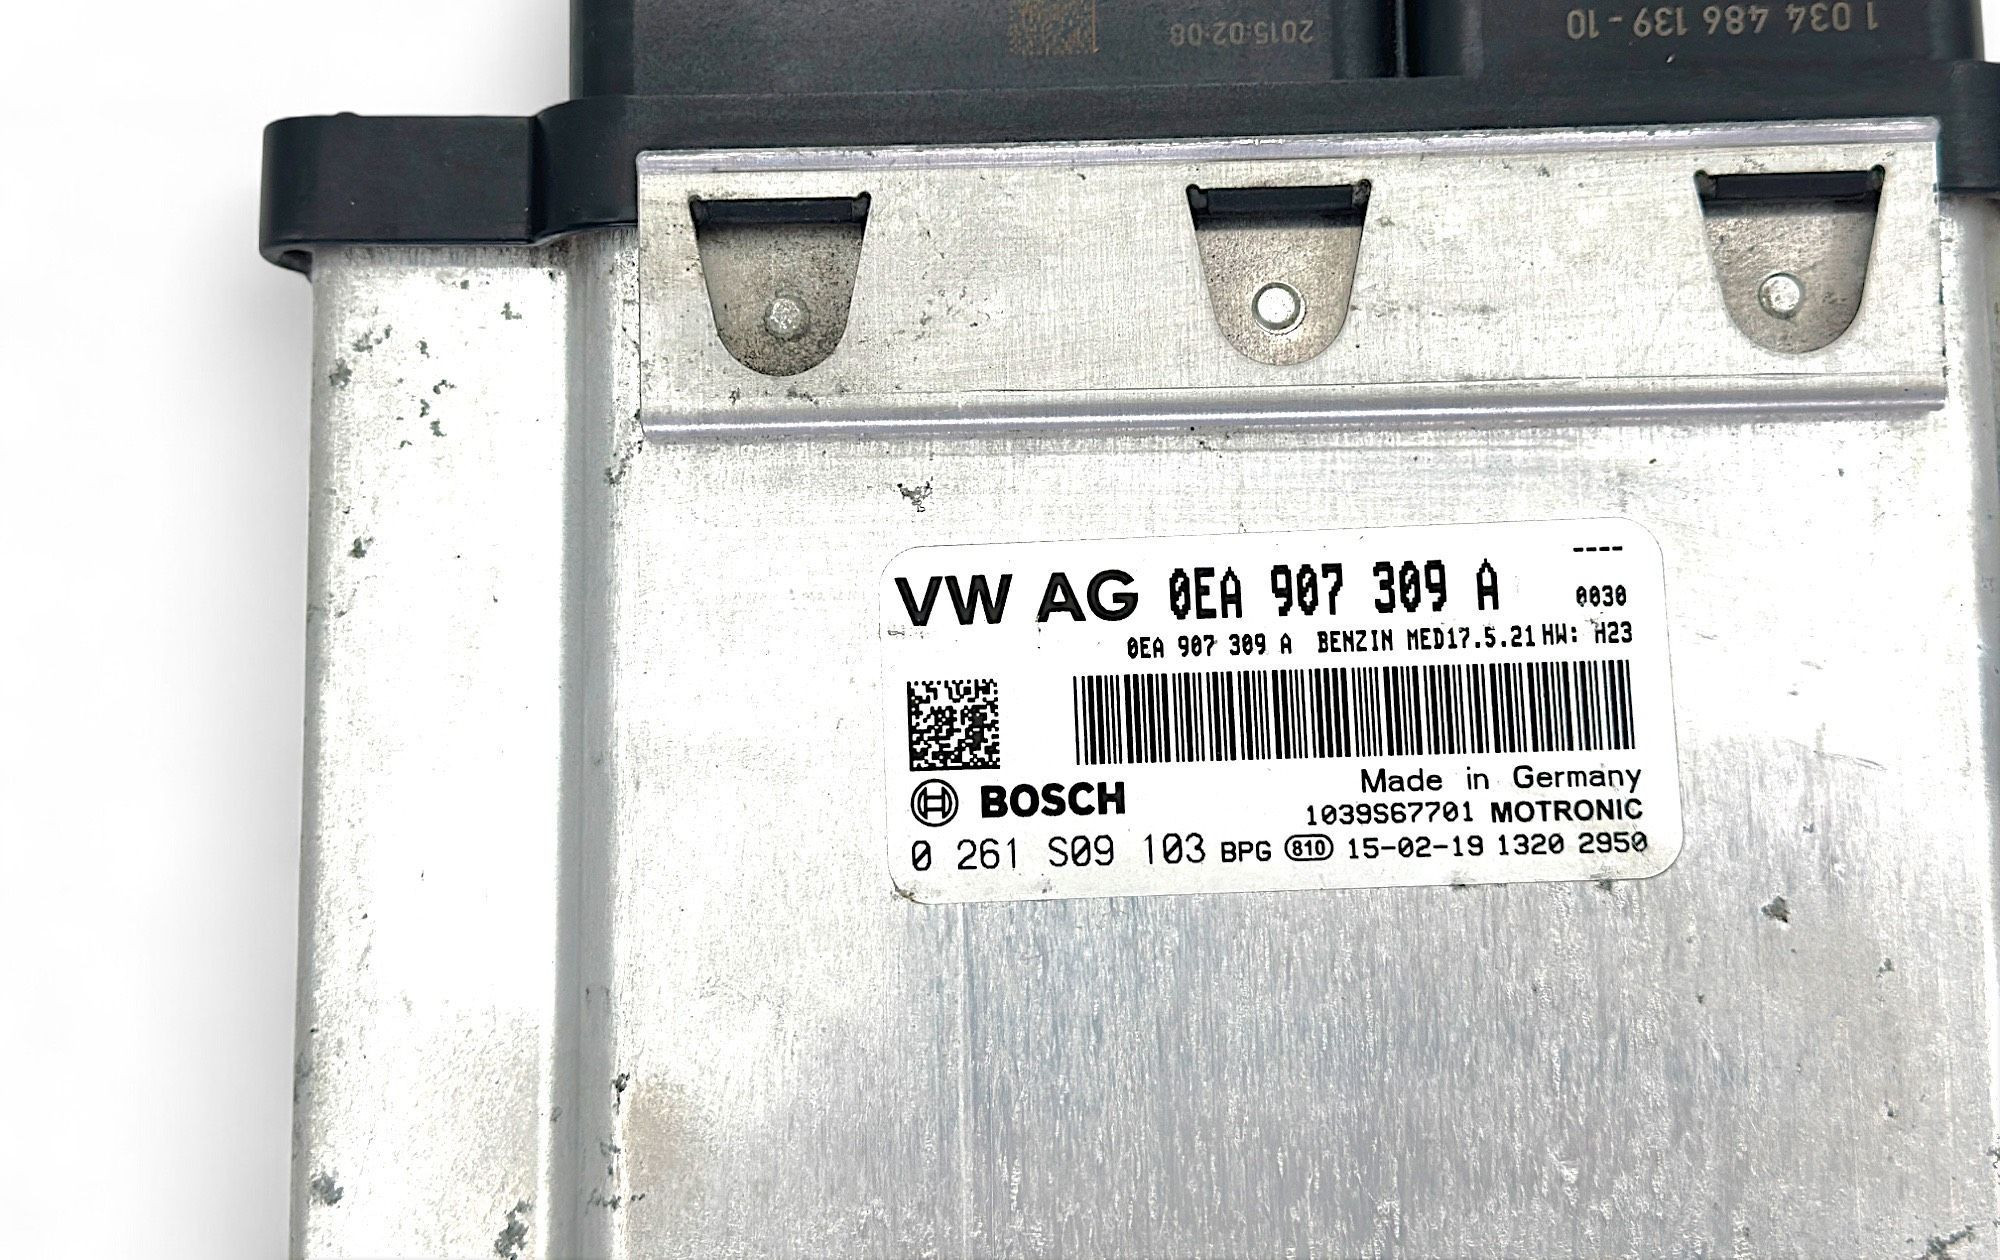 1 034 486 139-10
2015:02:08
----
VW AG 0EA 907 309 A 0030
0EA 907 309 A BENZIN MED17.5.21 HW: H23
Made in Germany
BOSCH 1039S67701 MOTRONIC
0 261 S09 103 BPG 810 15-02-19 1320 2950